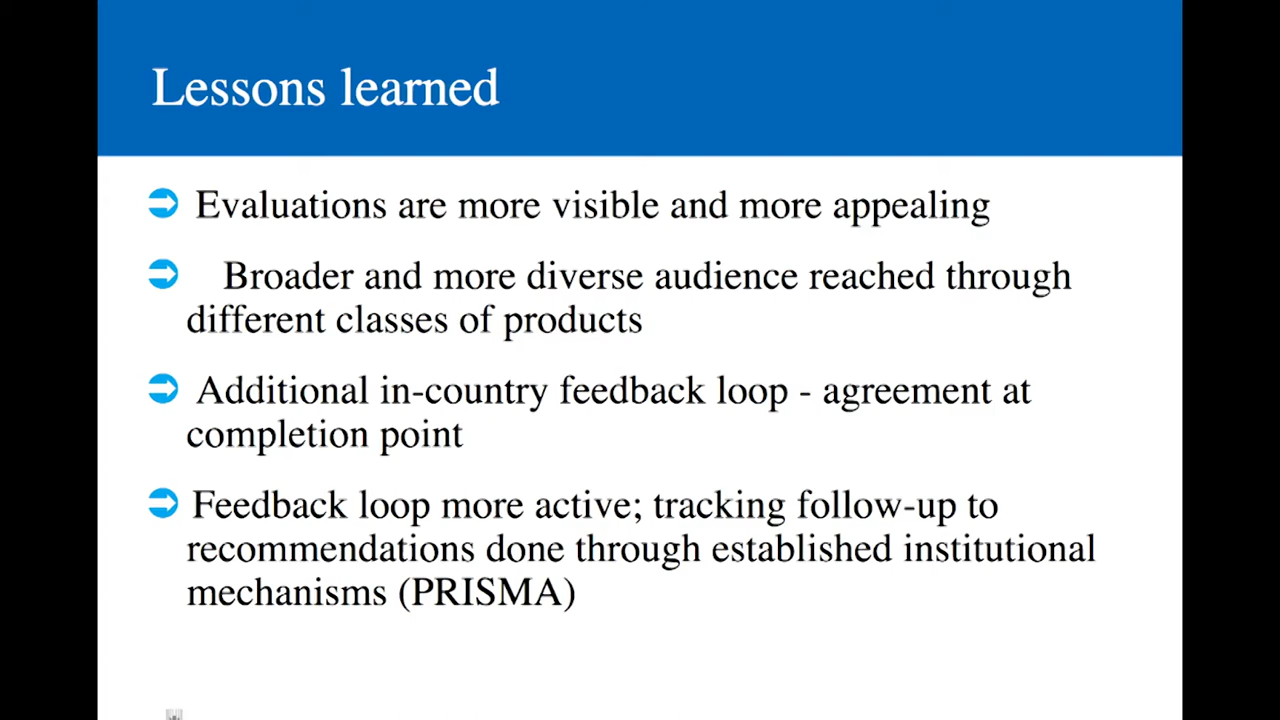 Lessons learned
Evaluations are more visible and more appealing
Broader and more diverse audience reached through
different classes of products
Additional in-country feedback loop - agreement at
completion point
Feedback loop more active; tracking follow-up to
recommendations done through established institutional
mechanisms (PRISMA)